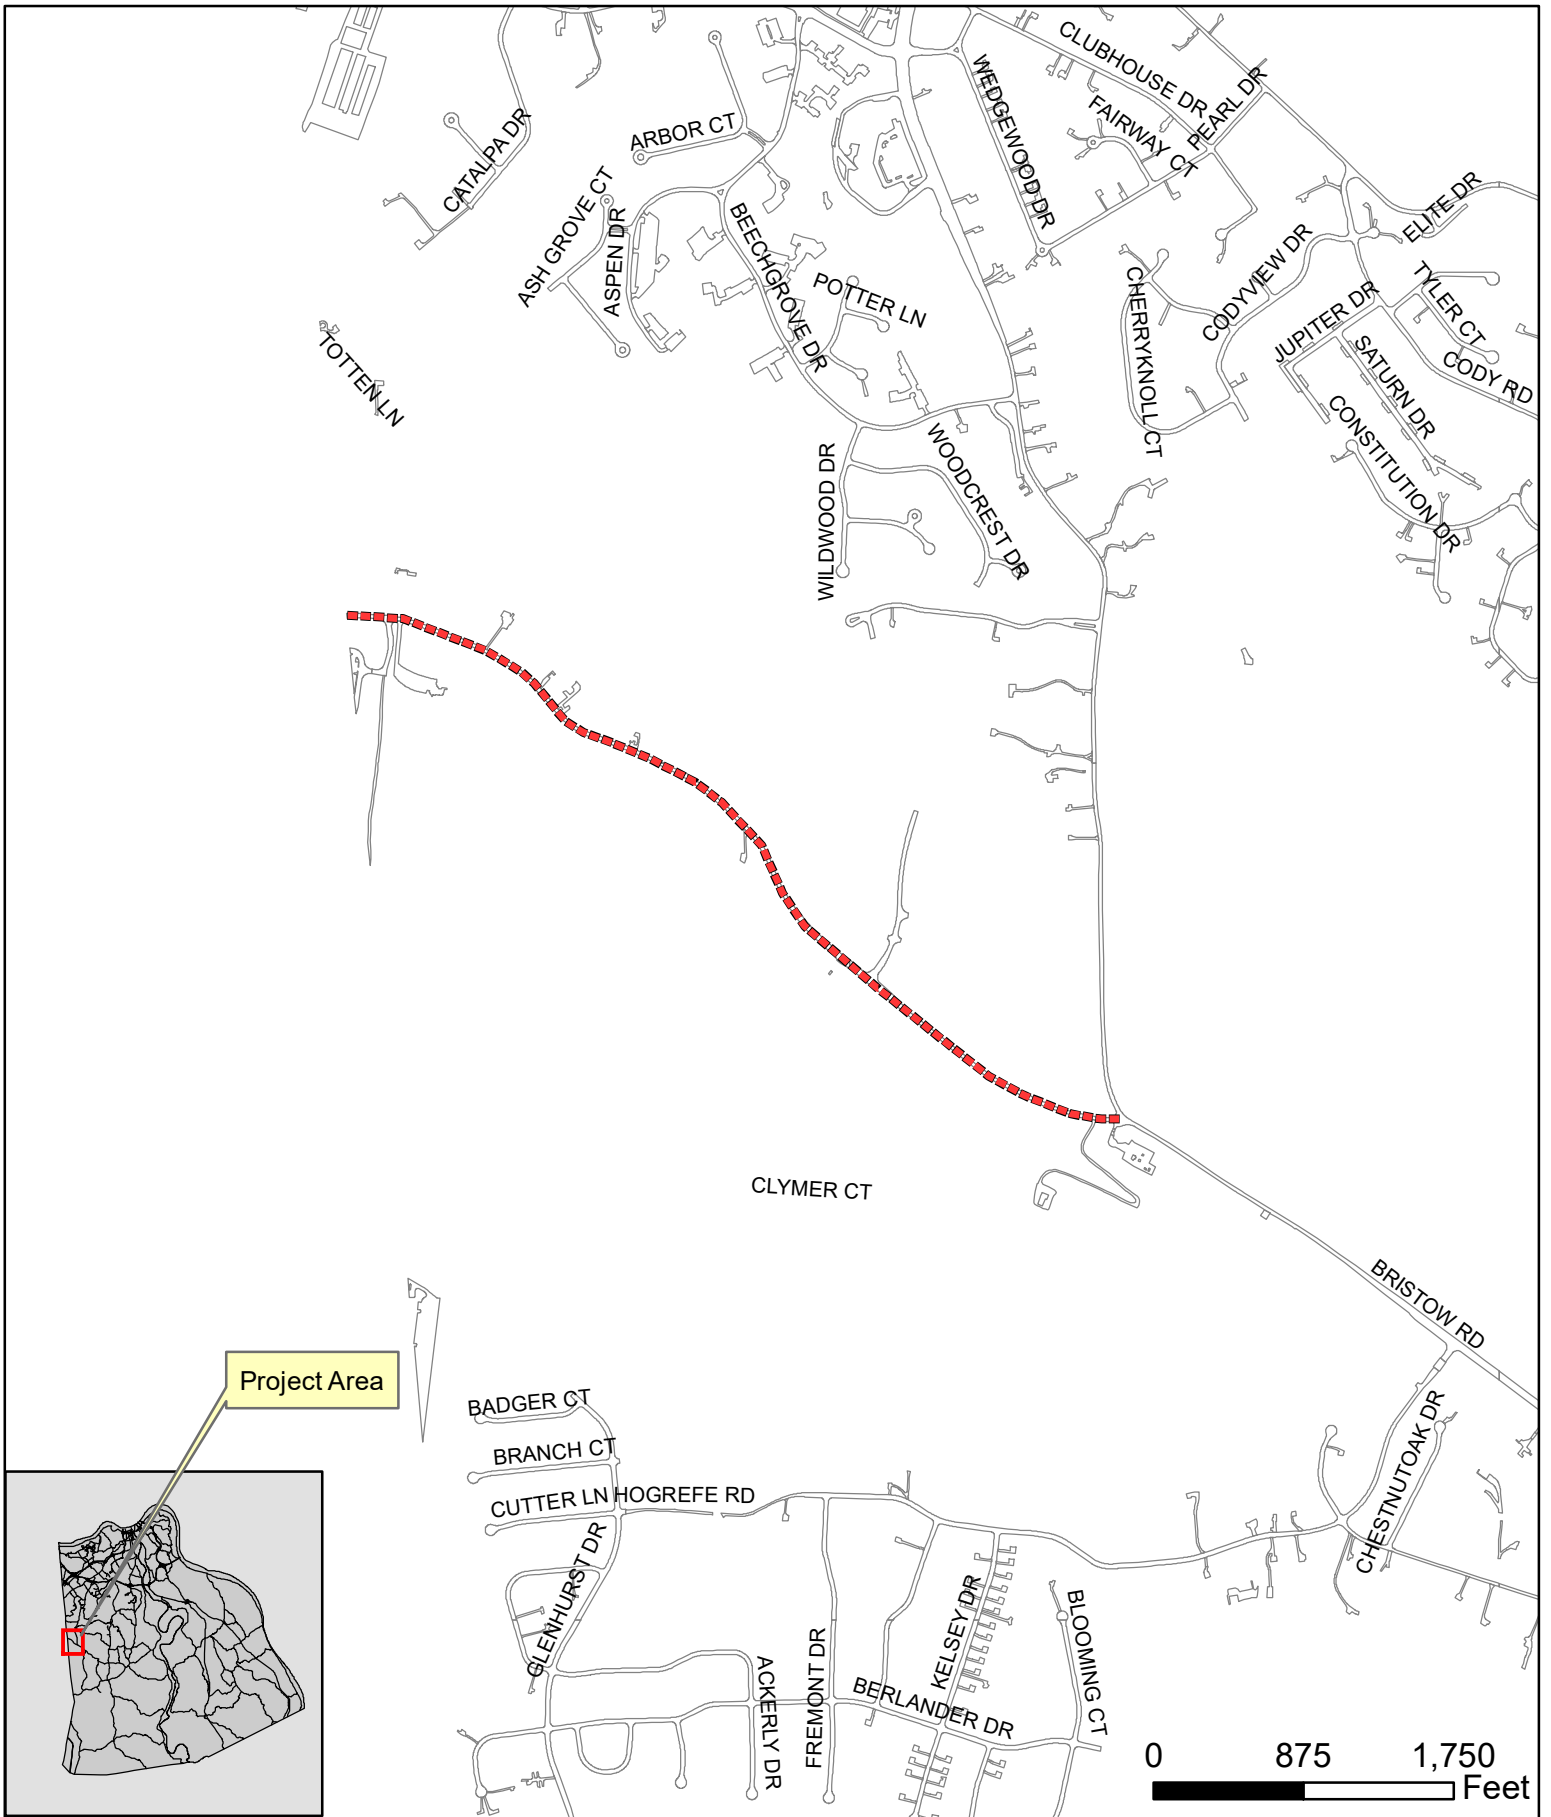 CLUBHOUSE DR
WEDGEWOOD DR
PEARL DR
FAIRWAY CT
CATALPA DR
ARBOR CT
ASH GROVE CT
ASPEN DR
BEECHGROVE DR
POTTER LN
ELITE DR
CODYVIEW DR
CHERRYKNOLL CT
TYLER CT
JUPITER DR
SATURN DR
CODY RD
CONSTITUTION DR
TOTTEN LN
WILDWOOD DR
WOODCREST DR
CLYMER CT
BRISTOW RD
Project Area
BADGER CT
BRANCH CT
CUTTER LN
HOGREFE RD
CHESTNUTOAK DR
GLENHURST DR
KELSEY DR
BLOOMING CT
ACKERLY DR
FREMONT DR
BERLANDER DR
0 875 1,750
Feet